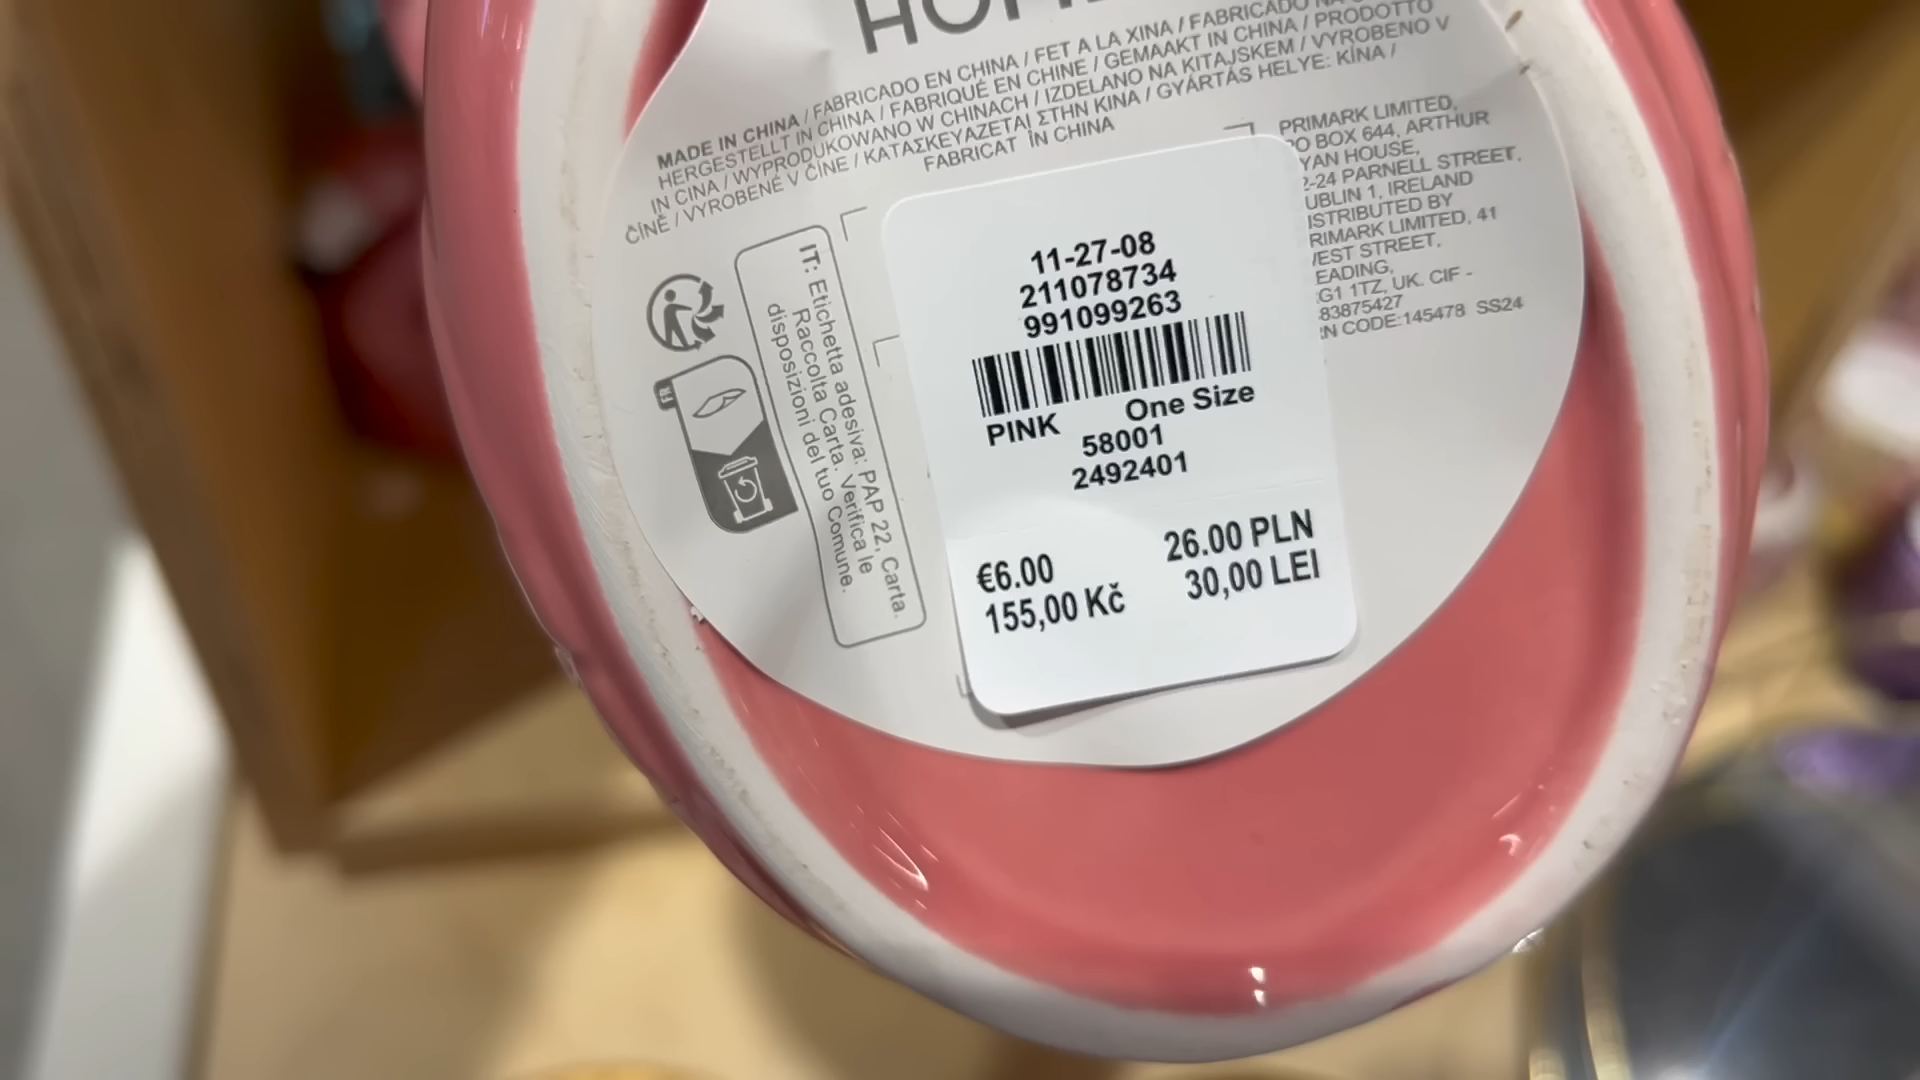 MADE IN CHINA / FABRICADO EN CHINA / FET A LA XINA / FABRICADO
HERGESTELLT IN CHINA / FABRIQUÉ EN CHINE / GEMAAKT IN CHINA / PRODOTTO
IN CINA / WYPRODUKOWANO W CHINACH / IZDELANO NA KITAJSKEM / VYROBENO V
ČÍNĚ / VYROBENÉ V ČÍNE / ΚΑΤΑΣΚΕΥΑΖΕΤΑΙ ΣΤΗΝ ΚΙΝΑ / GYÁRTÁS HELYE: KÍNA /
FABRICAT ÎN CHINA
PRIMARK LIMITED,
PO BOX 644, ARTHUR
YAN HOUSE,
2-24 PARNELL STREET,
UBLIN 1, IRELAND
ISTRIBUTED BY
RIMARK LIMITED, 41
EST STREET,
EADING,
G1 1TZ, UK. CIF -
83875427
N CODE:145478 SS24
IT: Etichetta adesiva: PAP 22, Carta.
Raccolta Carta. Verifica le
disposizioni del tuo Comune.
FR
11-27-08
211078734
991099263
PINK One Size
58001
2492401
€6.00 26.00 PLN
155,00 Kč 30,00 LEI